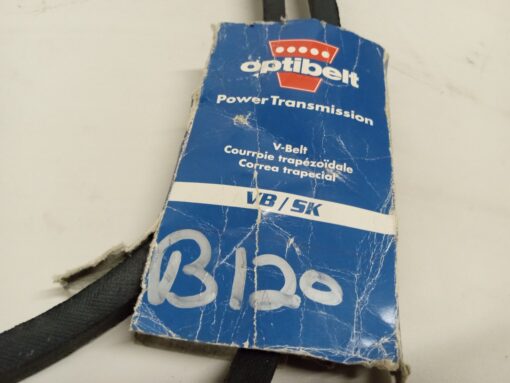 optibelt
Power Transmission
V-Belt
Courroie trapézoïdale
Correa trapecial
VB / SK
B120